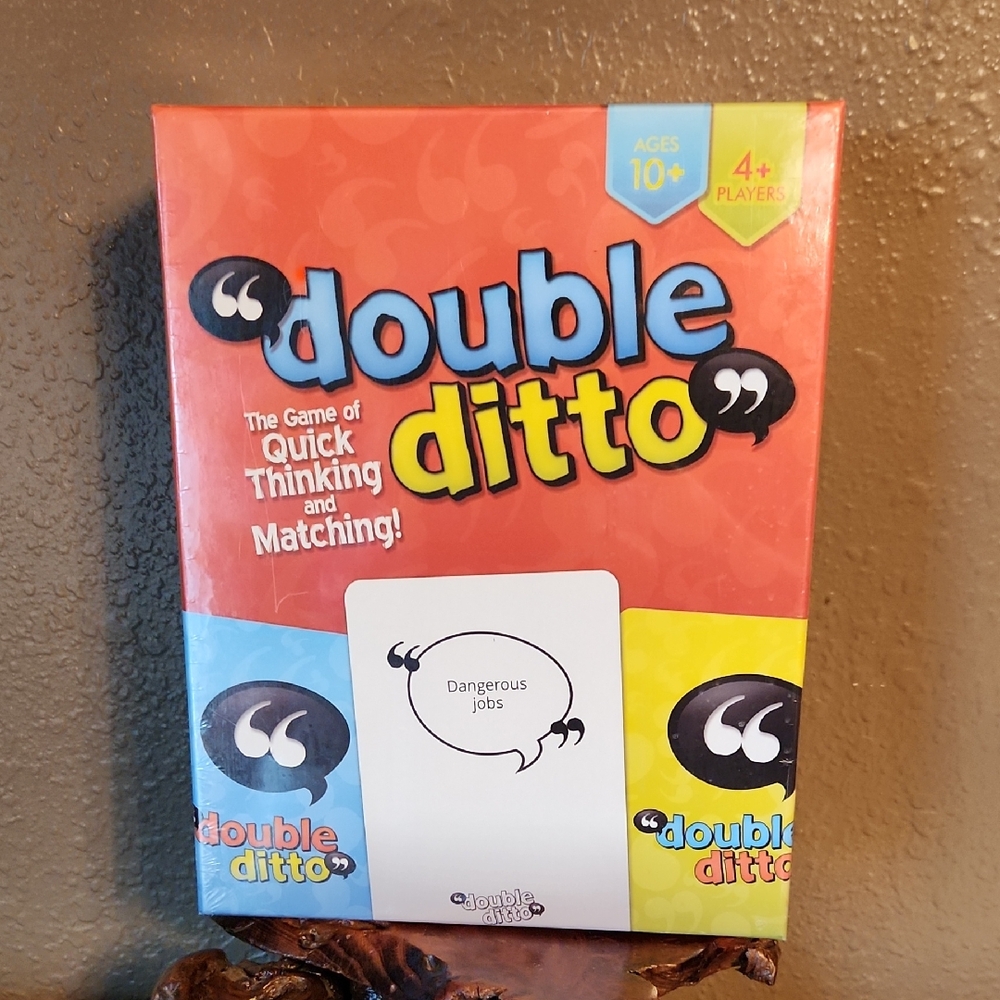 AGES
10+
4+
PLAYERS
“double
ditto”
The Game of
Quick
Thinking
and
Matching!
“
Dangerous
jobs
”
“double
ditto”
“
double
ditto”
“
“double
ditto